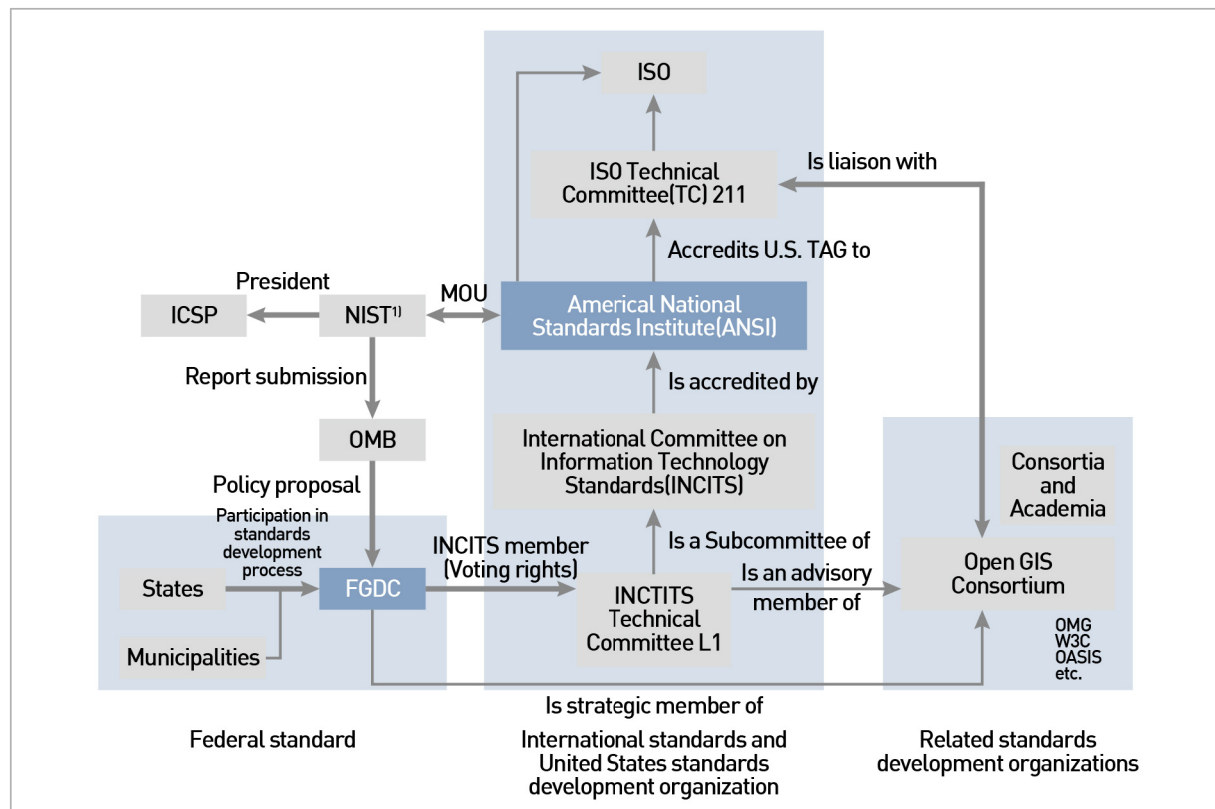 ISO
ISO Technical
Committee(TC) 211
Is liaison with
Accredits U.S. TAG to
President
MOU
ICSP
NIST1)
Americal National
Standards Institute(ANSI)
Report submission
Is accredited by
OMB
International Committee on
Information Technology
Standards(INCITS)
Consortia
and
Academia
Policy proposal
Participation in
standards
development
process
INCITS member
(Voting rights)
Is a Subcommittee of
Is an advisory
member of
Open GIS
Consortium
States
FGDC
INCTITS
Technical
Committee L1
Municipalities
OMG
W3C
OASIS
etc.
Is strategic member of
Federal standard
International standards and
United States standards
development organization
Related standards
development organizations